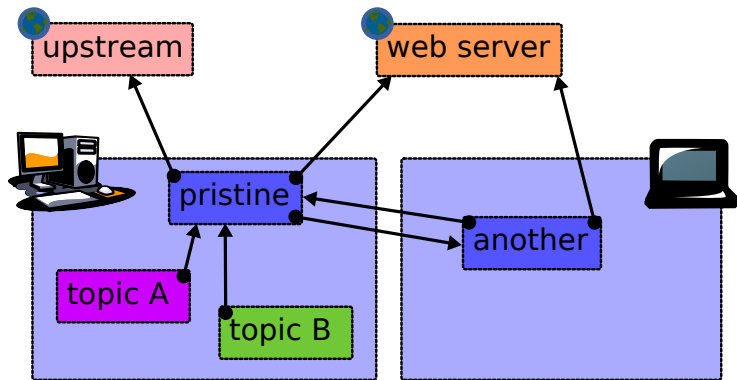 upstream
web server
pristine
another
topic A
topic B